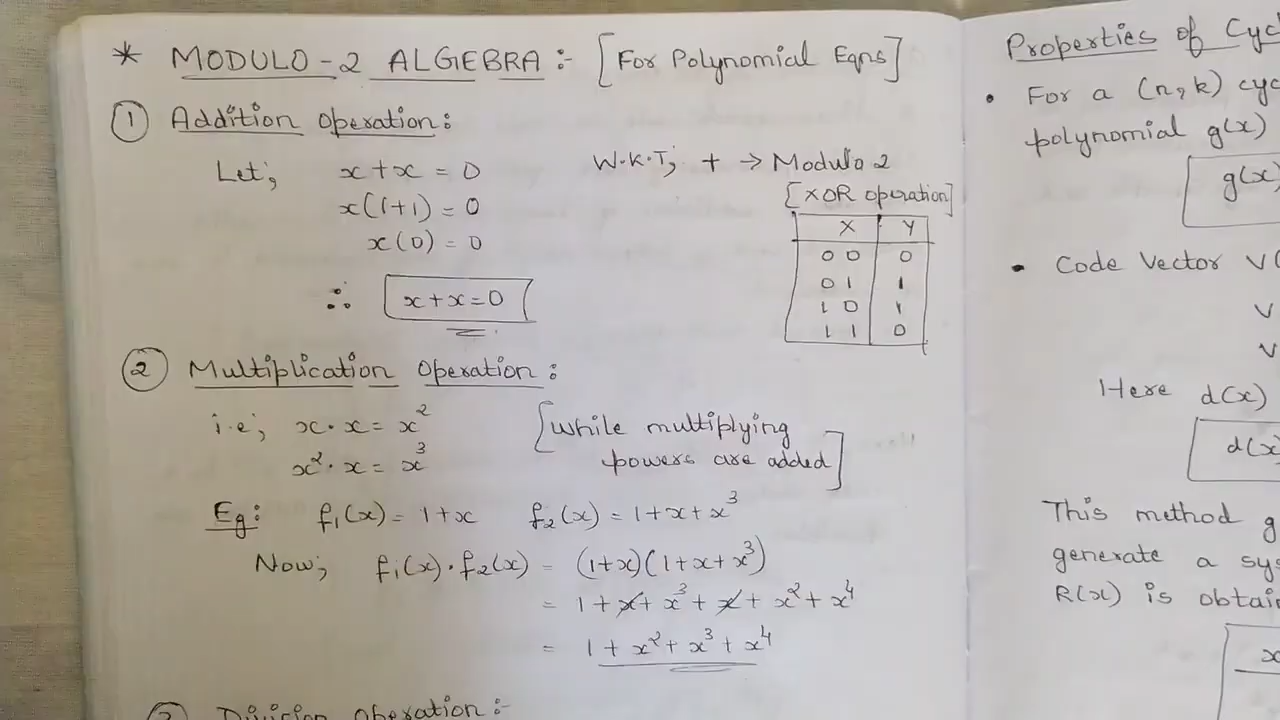 * MODULO-2 ALGEBRA :- [For Polynomial Eqns]
① Addition Operation:
Let; x+x = 0
x(1+1) = 0
x(0) = 0
∴ x+x=0
W.K.T; + → Modulo 2
[XOR operation]
X Y
0 0 0
0 1 1
1 0 1
1 1 0
② Multiplication Operation:
i.e; x·x = x²
x²·x = x³
[while multiplying
powers are added]
Eg: f₁(x) = 1+x f₂(x) = 1+x+x³
Now; f₁(x)·f₂(x) = (1+x)(1+x+x³)
= 1+x+x³+x+x²+x⁴
= 1+x²+x³+x⁴
③ Division Operation:-
Properties of Cyc
• For a (n,k) cyc
polynomial g(x)
g(x)
• Code Vector V(
V
V
Here d(x)
d(x
This method g
generate a sys
R(x) is obtai
x